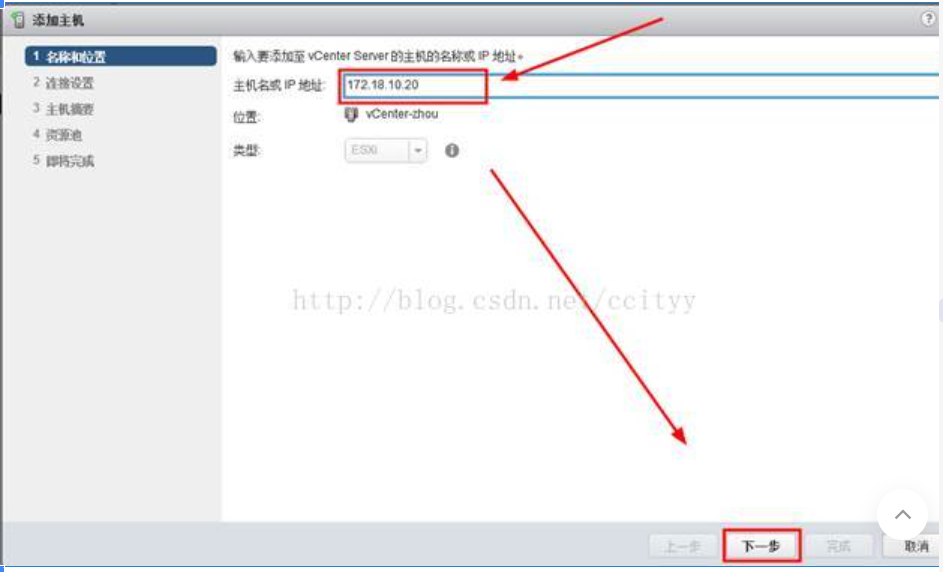 添加主机
?
1 名称和位置
2 连接设置
3 主机摘要
4 资源池
5 即将完成
输入要添加至 vCenter Server 的主机的名称或 IP 地址。
主机名或 IP 地址: 172.18.10.20
位置: vCenter-zhou
类型: ESXi
http://blog.csdn.net/ccityy
上一步 下一步 完成 取消